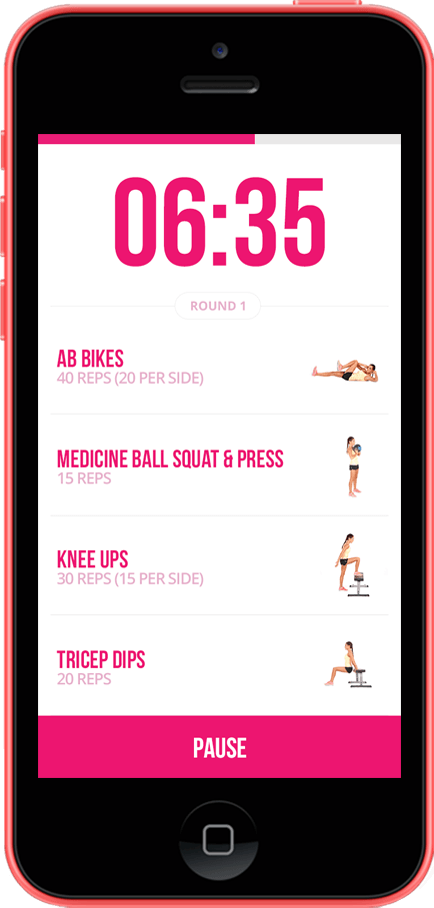 06:35
ROUND 1
AB BIKES
40 REPS (20 PER SIDE)
MEDICINE BALL SQUAT & PRESS
15 REPS
KNEE UPS
30 REPS (15 PER SIDE)
TRICEP DIPS
20 REPS
PAUSE